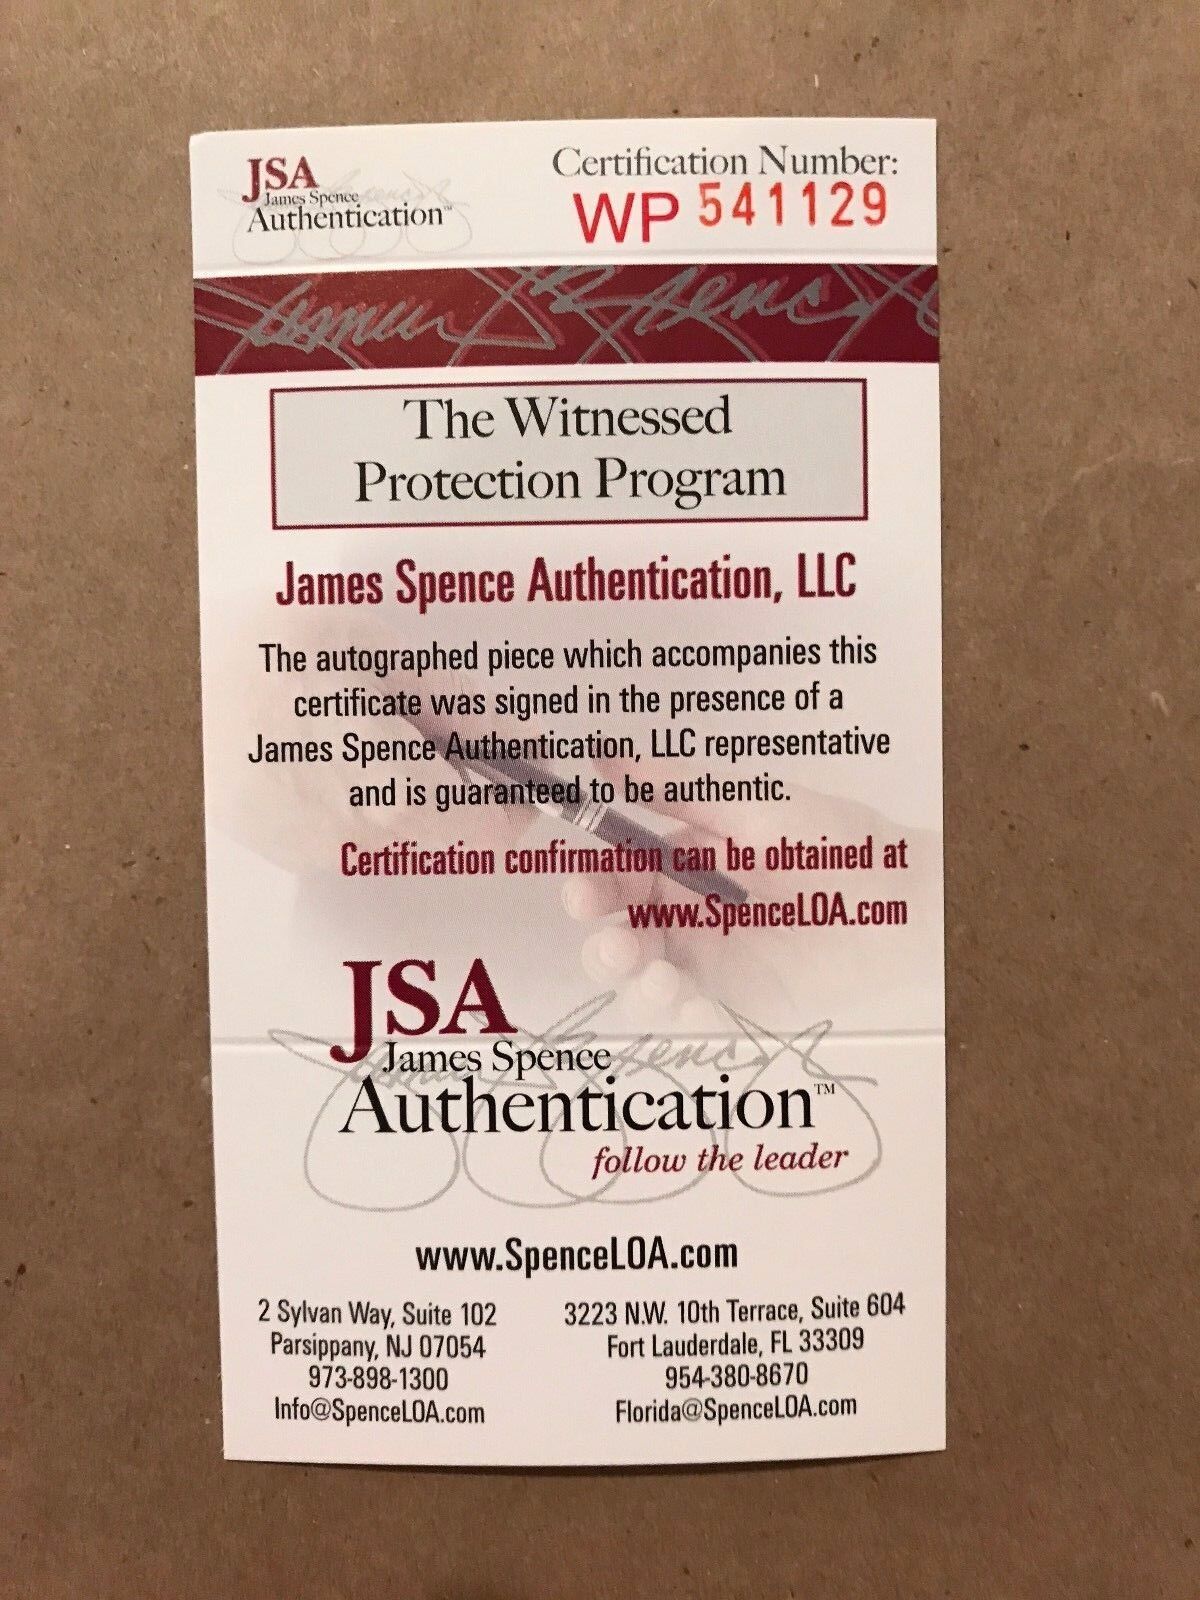 JSA
James Spence
Authentication™
Certification Number:
WP 541129
The Witnessed
Protection Program
James Spence Authentication, LLC
The autographed piece which accompanies this
certificate was signed in the presence of a
James Spence Authentication, LLC representative
and is guaranteed to be authentic.
Certification confirmation can be obtained at
www.SpenceLOA.com
JSA
James Spence
Authentication™
follow the leader
www.SpenceLOA.com
2 Sylvan Way, Suite 102
Parsippany, NJ 07054
973-898-1300
Info@SpenceLOA.com
3223 N.W. 10th Terrace, Suite 604
Fort Lauderdale, FL 33309
954-380-8670
Florida@SpenceLOA.com